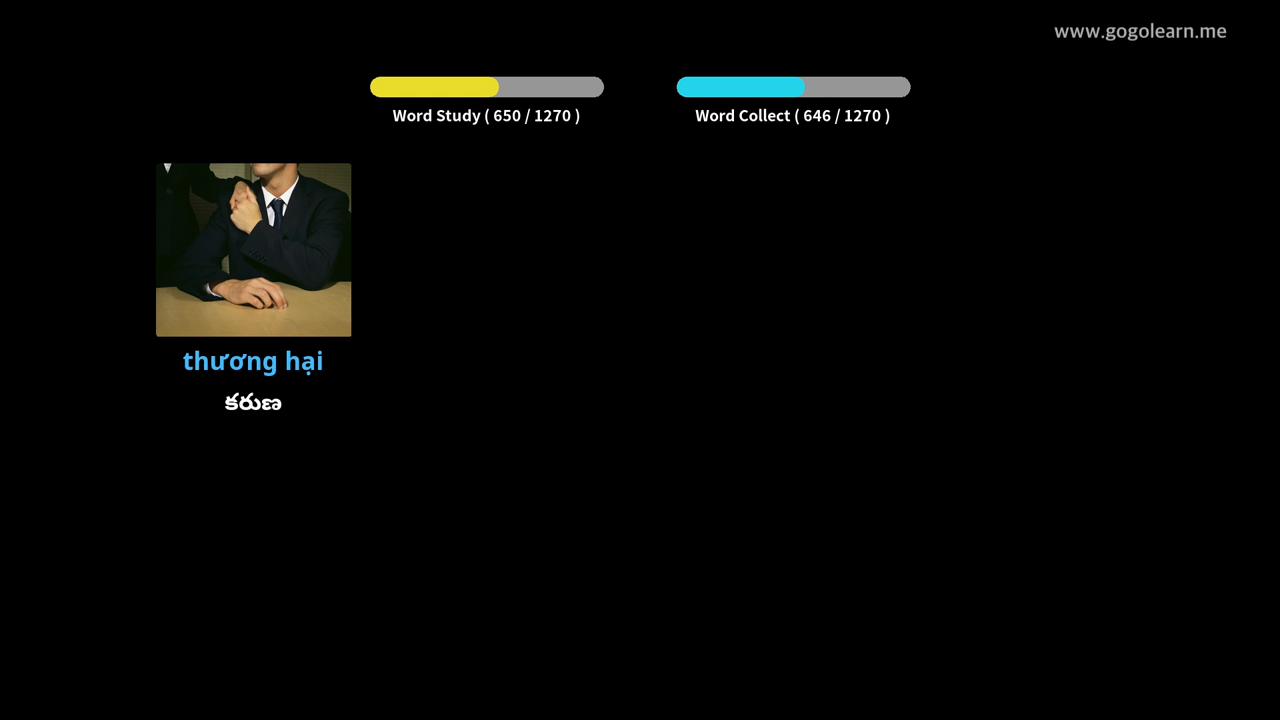 www.gogolearn.me
Word Study ( 650 / 1270 )
Word Collect ( 646 / 1270 )
thương hại
కరుణ